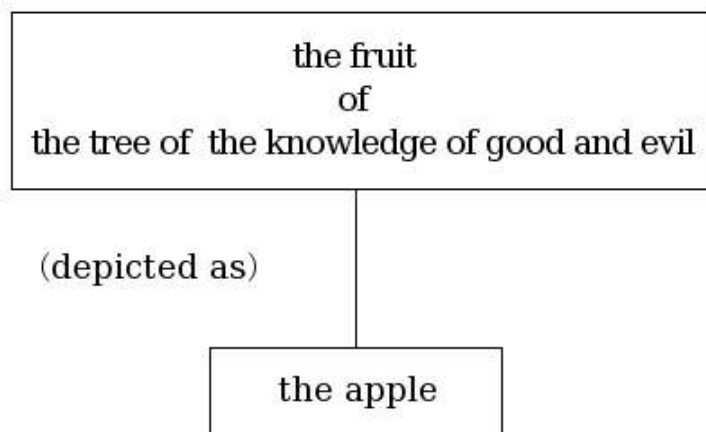 the fruit
of
the tree of the knowledge of good and evil
(depicted as)
the apple